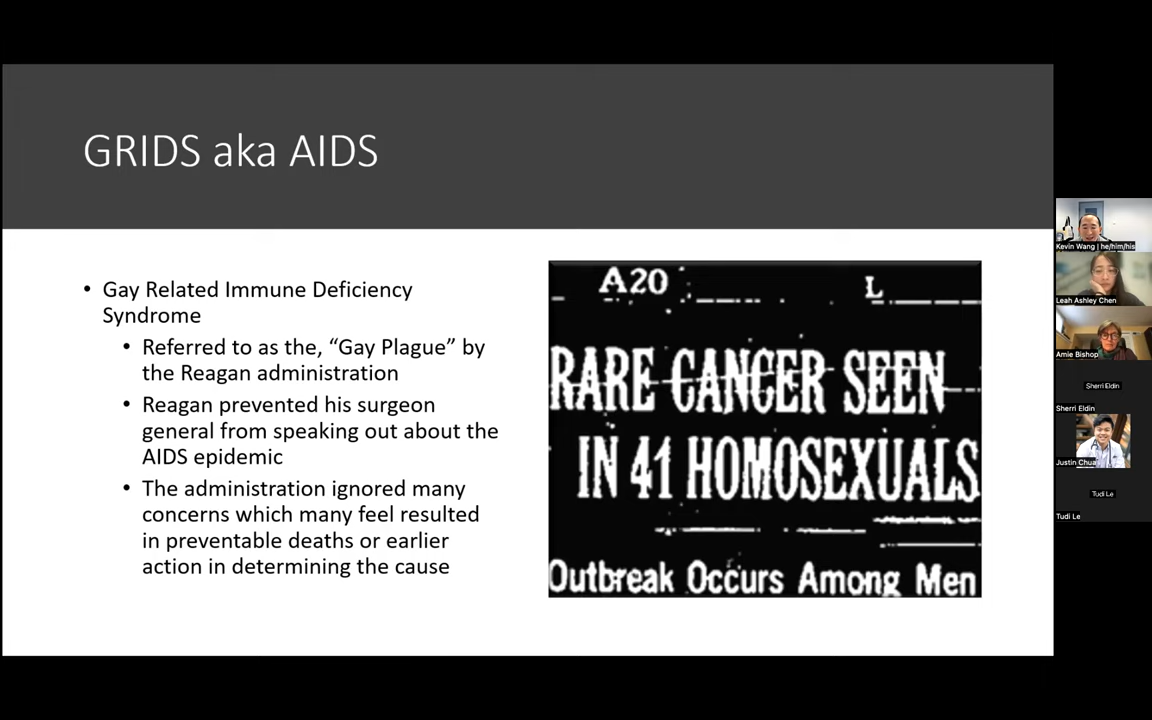 GRIDS aka AIDS
• Gay Related Immune Deficiency
Syndrome
• Referred to as the, “Gay Plague” by
the Reagan administration
• Reagan prevented his surgeon
general from speaking out about the
AIDS epidemic
• The administration ignored many
concerns which many feel resulted
in preventable deaths or earlier
action in determining the cause
A20
L
RARE CANCER SEEN
IN 41 HOMOSEXUALS
Outbreak Occurs Among Men
Kevin Wang | he/him/his
Leah Ashley Chen
Amie Bishop
Sherri Eldin
Sherri Eldin
Justin Chua
Tudi Le
Tudi Le